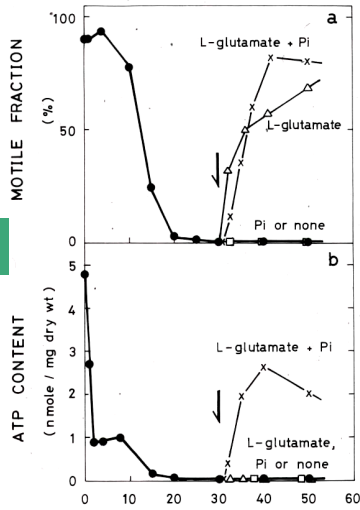 100
a
L-glutamate + Pi
MOTILE FRACTION
(%)
50
L-glutamate
Pi or none
0
5
b
4
ATP CONTENT
(nmole / mg dry wt)
3
L-glutamate + Pi
2
1
L-glutamate,
Pi or none
0
0 10 20 30 40 50 60